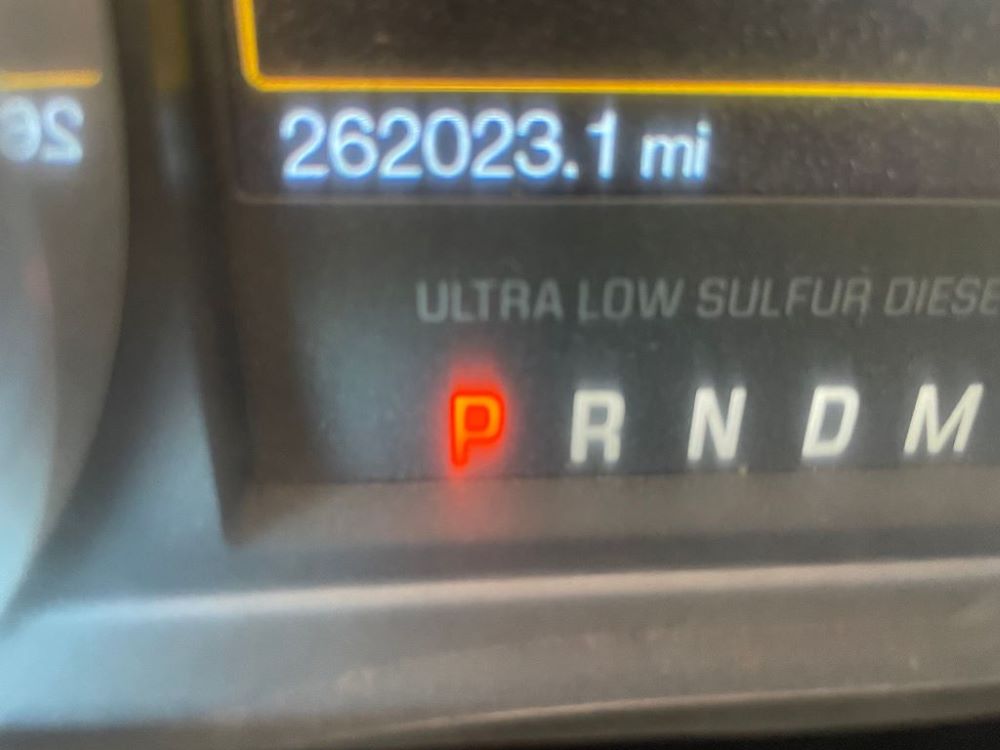 262023.1 mi
ULTRA LOW SULFUR DIESE
P R N D M